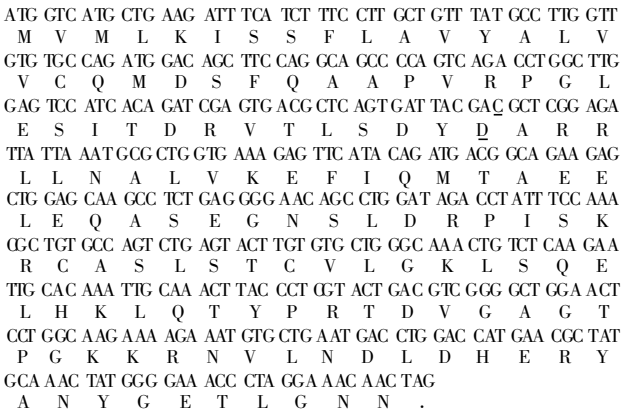 ATG GTC ATG CTG AAG ATT TCA TCT TTC CTT GCT GTT TAT GCC TTG GTT
M V M L K I S S F L A V Y A L V
GTG TGC CAG ATG GAC AGC TTC CAG GCA GCC CCA GTC AGA CCT GGC TTG
V C Q M D S F Q A A P V R P G L
GAG TCC ATC ACA GAT CGA GTG ACG CTC AGT GAT TAC GAC GCT CGG AGA
E S I T D R V T L S D Y D A R R
TTA TTA AAT GCG CTG GTG AAA GAG TTC ATA CAG ATG ACG GCA GAA GAG
L L N A L V K E F I Q M T A E E
CTG GAG CAA GCC TCT GAG GGG AAC AGC CTG GAT AGA CCT ATT TCC AAA
L E Q A S E G N S L D R P I S K
CGC TGT GCC AGT CTG AGT ACT TGT GTG CTG GGC AAA CTG TCT CAA GAA
R C A S L S T C V L G K L S Q E
TTG CAC AAA TTG CAA ACT TAC CCT CGT ACT GAC GTC GGG GCT GGA ACT
L H K L Q T Y P R T D V G A G T
CCT GGC AAG AAA AGA AAT GTG CTG AAT GAC CTG GAC CAT GAA CGC TAT
P G K K R N V L N D L D H E R Y
GCA AAC TAT GGG GAA ACC CTA GGA AAC AAC TAG
A N Y G E T L G N N .